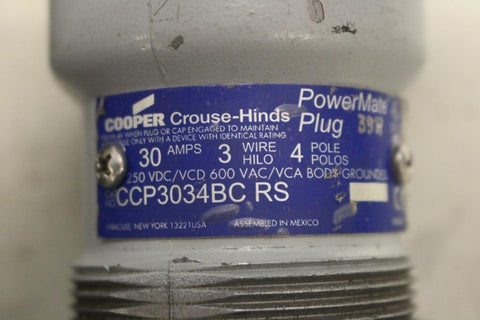 COOPER Crouse-Hinds
PowerMate
Plug 39H
WHEN PLUG OR CAP ENGAGED TO MAINTAIN
USE ONLY WITH A DEVICE WITH IDENTICAL RATING
30 AMPS 3 WIRE HILO 4 POLE POLOS
250 VDC/VCD 600 VAC/VCA BODY GROUNDED
CCP3034BC RS
SYRACUSE, NEW YORK 13221USA ASSEMBLED IN MEXICO